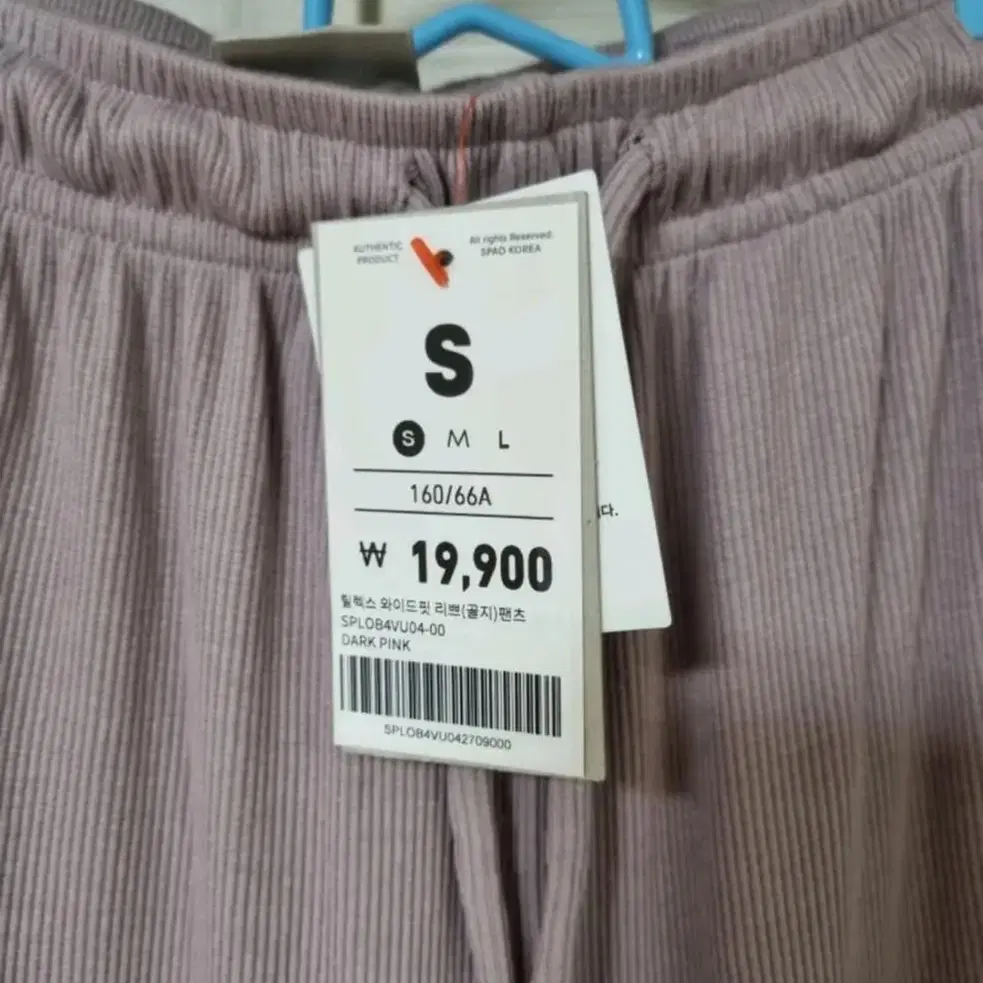 AUTHENTIC
PRODUCT
All rights Reserved.
SPAO KOREA
S
S M L
160/66A
₩ 19,900
릴렉스 와이드핏 리쁘(골지)팬츠
SPLOB4VU04-00
DARK PINK
SPLOB4VU042709000
다.